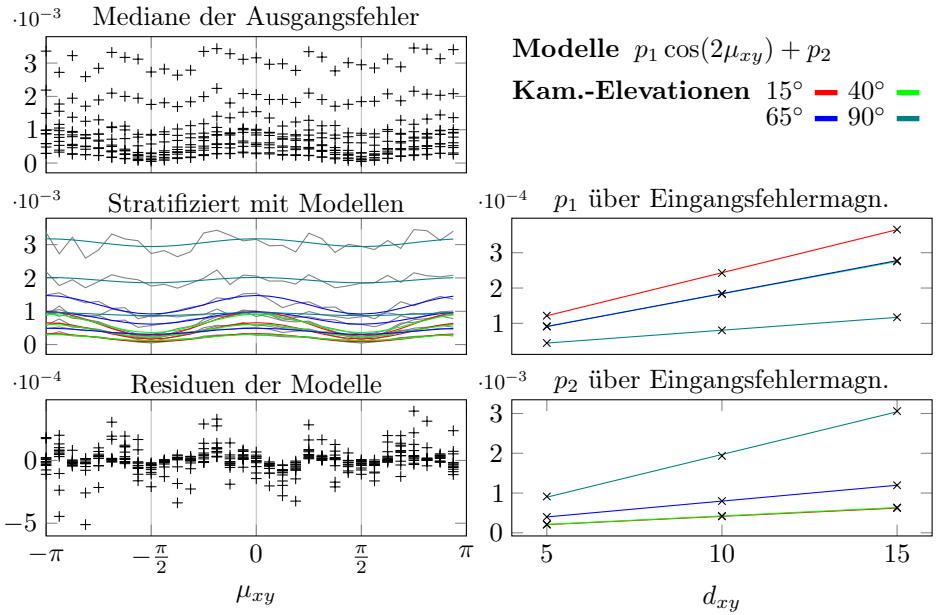 Mediane der Ausgangsfehler
·10⁻³
3
2
1
0
Modelle p₁ cos(2μₓᵧ) + p₂
Kam.-Elevationen 15° 40°
65° 90°
Stratifiziert mit Modellen
·10⁻³
3
2
1
0
p₁ über Eingangsfehlermagn.
·10⁻⁴
3
2
1
Residuen der Modelle
·10⁻⁴
0
−5
−π −π/2 0 π/2 π
μₓᵧ
p₂ über Eingangsfehlermagn.
·10⁻³
3
2
1
0
5 10 15
dₓᵧ